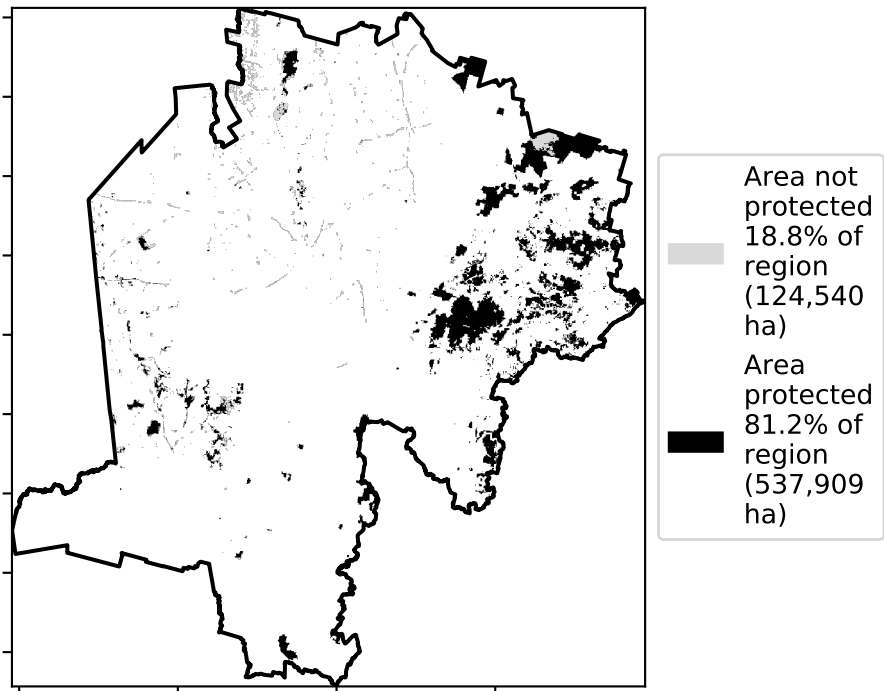 Area not
protected
18.8% of
region
(124,540
ha)
Area
protected
81.2% of
region
(537,909
ha)